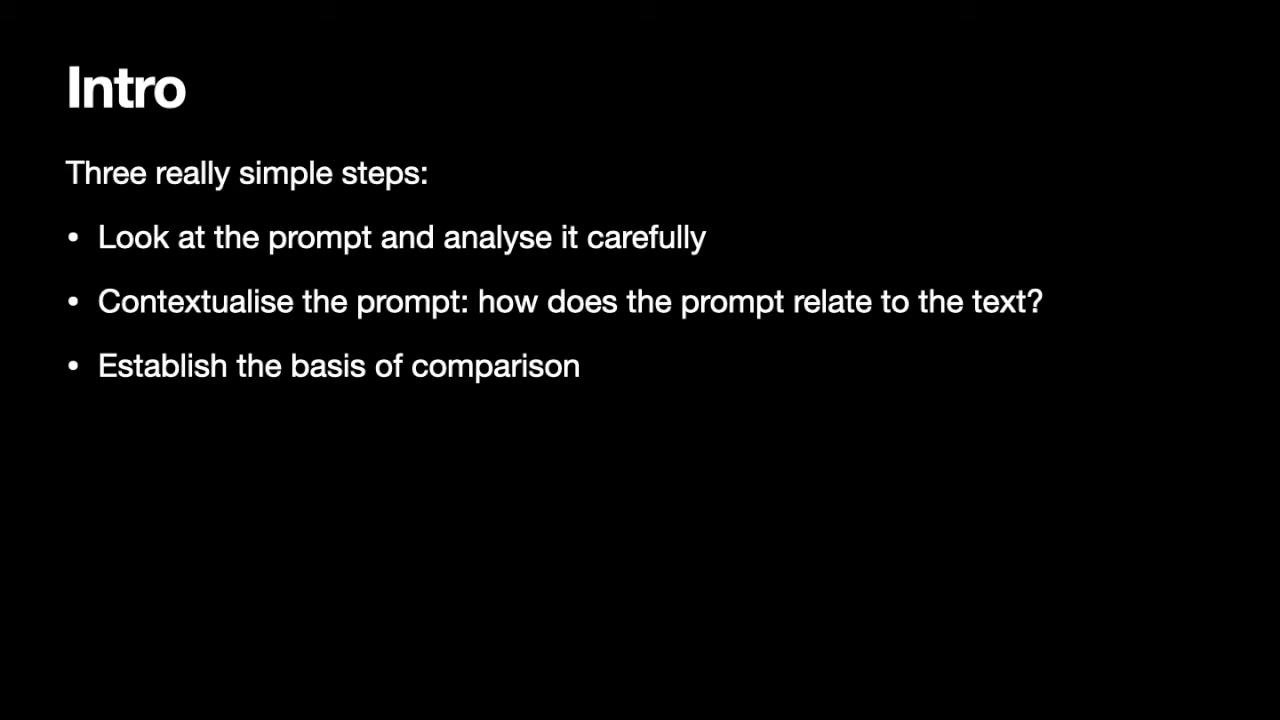 Intro
Three really simple steps:
• Look at the prompt and analyse it carefully
• Contextualise the prompt: how does the prompt relate to the text?
• Establish the basis of comparison